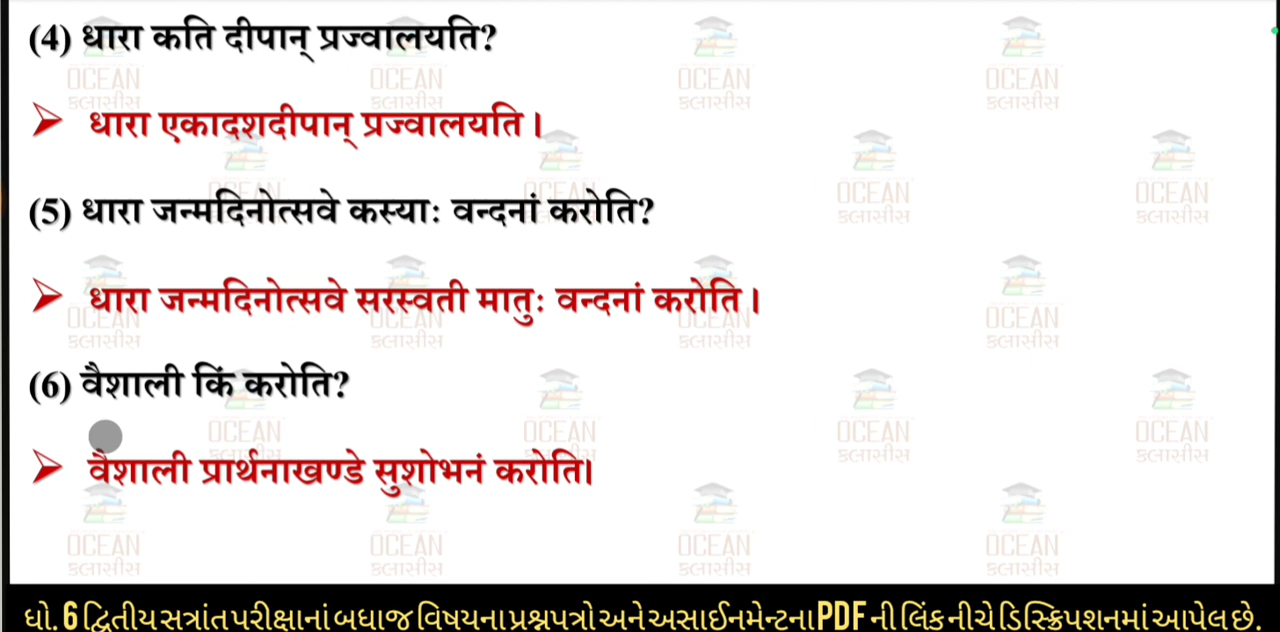 (4) धारा कति दीपान् प्रज्वालयति?
➢ धारा एकादशदीपान् प्रज्वालयति।
(5) धारा जन्मदिनोत्सवे कस्याः वन्दनां करोति?
➢ धारा जन्मदिनोत्सवे सरस्वती मातुः वन्दनां करोति।
(6) वैशाली किं करोति?
➢ वैशाली प्रार्थनाखण्डे सुशोभनं करोति।
OCEAN
ક્લાસીસ
ધો. 6 દ્વિતીય સત્રાંત પરીક્ષાનાં બધાજ વિષયના પ્રશ્નપત્રો અને અસાઈનમેન્ટના PDF ની લિંક નીચે ડિસ્ક્રિપશનમાં આપેલ છે.